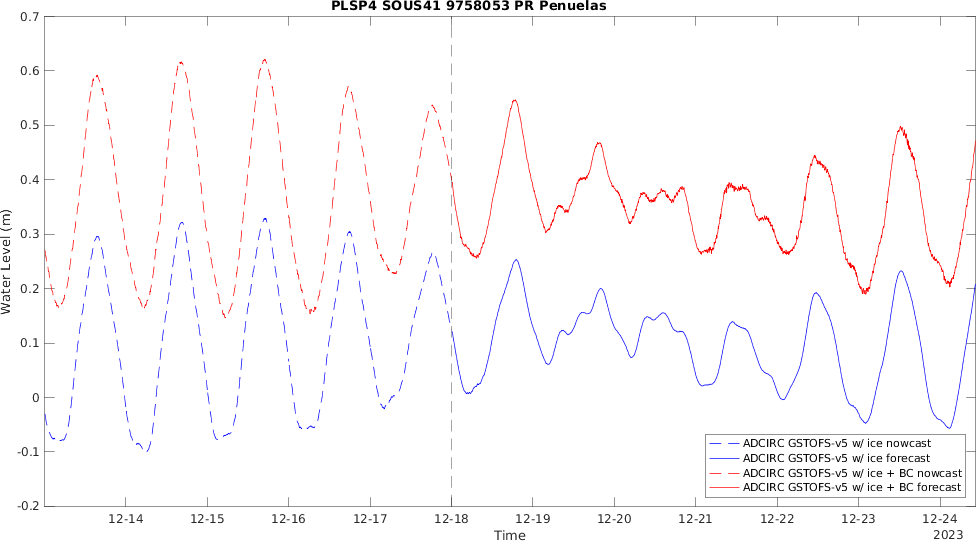 PLSP4 SOUS41 9758053 PR Penuelas
0.7
0.6
0.5
0.4
0.3
0.2
0.1
0
-0.1
-0.2
Water Level (m)
ADCIRC GSTOFS-v5 w/ ice nowcast
ADCIRC GSTOFS-v5 w/ ice forecast
ADCIRC GSTOFS-v5 w/ ice + BC nowcast
ADCIRC GSTOFS-v5 w/ ice + BC forecast
12-14 12-15 12-16 12-17 12-18 12-19 12-20 12-21 12-22 12-23 12-24
Time
2023